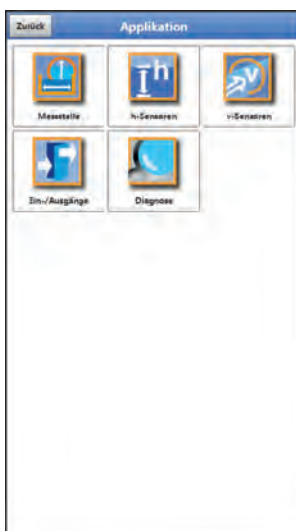 Zurück
Applikation
Messstelle
h-Sensoren
v-Sensoren
Ein-/Ausgänge
Diagnose